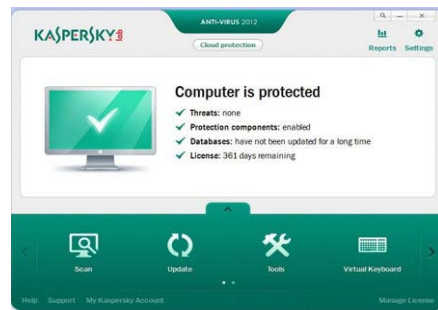 KASPERSKY lab
ANTI-VIRUS 2012
Cloud protection
Reports Settings
Computer is protected
Threats: none
Protection components: enabled
Databases: have not been updated for a long time
License: 361 days remaining
Scan Update Tools Virtual Keyboard
Help Support My Kaspersky Account Manage License